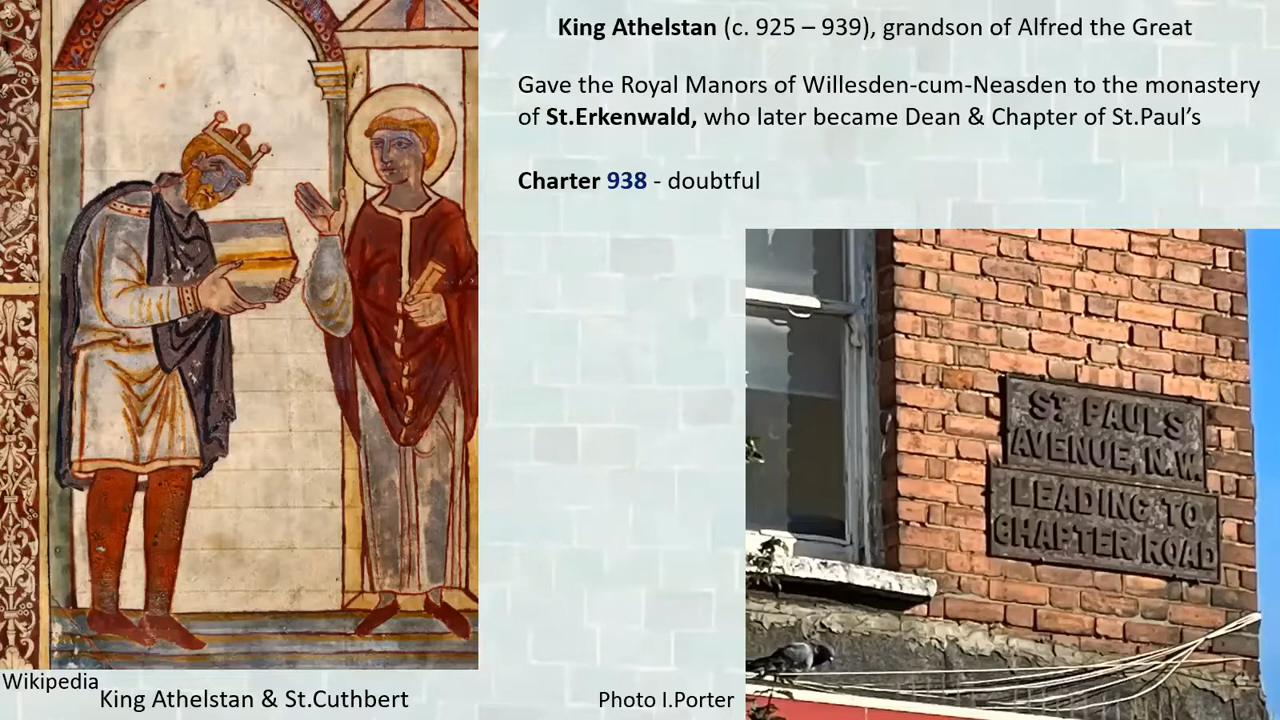 King Athelstan (c. 925 – 939), grandson of Alfred the Great
Gave the Royal Manors of Willesden-cum-Neasden to the monastery
of St.Erkenwald, who later became Dean & Chapter of St.Paul’s
Charter 938 - doubtful
ST PAUL'S
AVENUE, N.W.
LEADING TO
CHAPTER ROAD
Wikipedia
King Athelstan & St.Cuthbert
Photo I.Porter